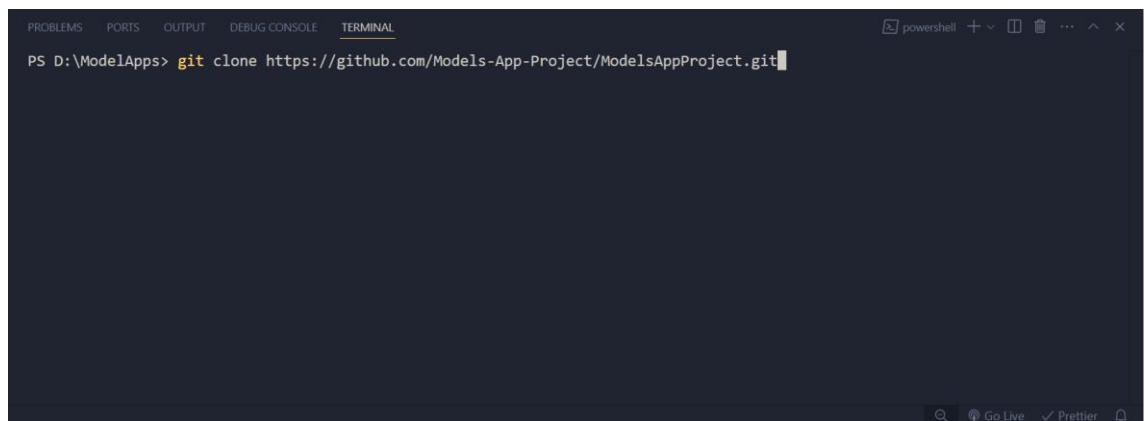 PROBLEMS PORTS OUTPUT DEBUG CONSOLE TERMINAL powershell
PS D:\ModelApps> git clone https://github.com/Models-App-Project/ModelsAppProject.git
Go Live Prettier